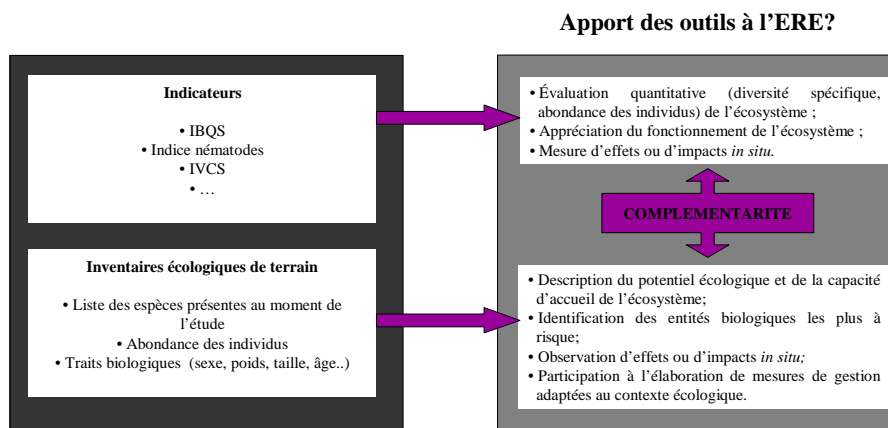 Apport des outils à l'ERE?
Indicateurs
• IBQS
• Indice nématodes
• IVCS
• …
• Évaluation quantitative (diversité spécifique,
abondance des individus) de l'écosystème ;
• Appréciation du fonctionnement de l'écosystème ;
• Mesure d'effets ou d'impacts in situ.
COMPLEMENTARITE
Inventaires écologiques de terrain
• Liste des espèces présentes au moment de
l'étude
• Abondance des individus
• Traits biologiques (sexe, poids, taille, âge..)
• Description du potentiel écologique et de la capacité
d'accueil de l'écosystème;
• Identification des entités biologiques les plus à
risque;
• Observation d'effets ou d'impacts in situ;
• Participation à l'élaboration de mesures de gestion
adaptées au contexte écologique.